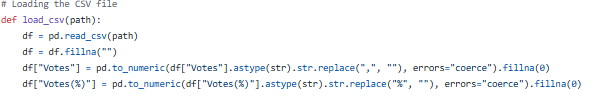 # Loading the CSV file
def load_csv(path):
    df = pd.read_csv(path)
    df = df.fillna("")
    df["Votes"] = pd.to_numeric(df["Votes"].astype(str).str.replace(",", ""), errors="coerce").fillna(0)
    df["Votes(%)"] = pd.to_numeric(df["Votes(%)"].astype(str).str.replace("%", ""), errors="coerce").fillna(0)